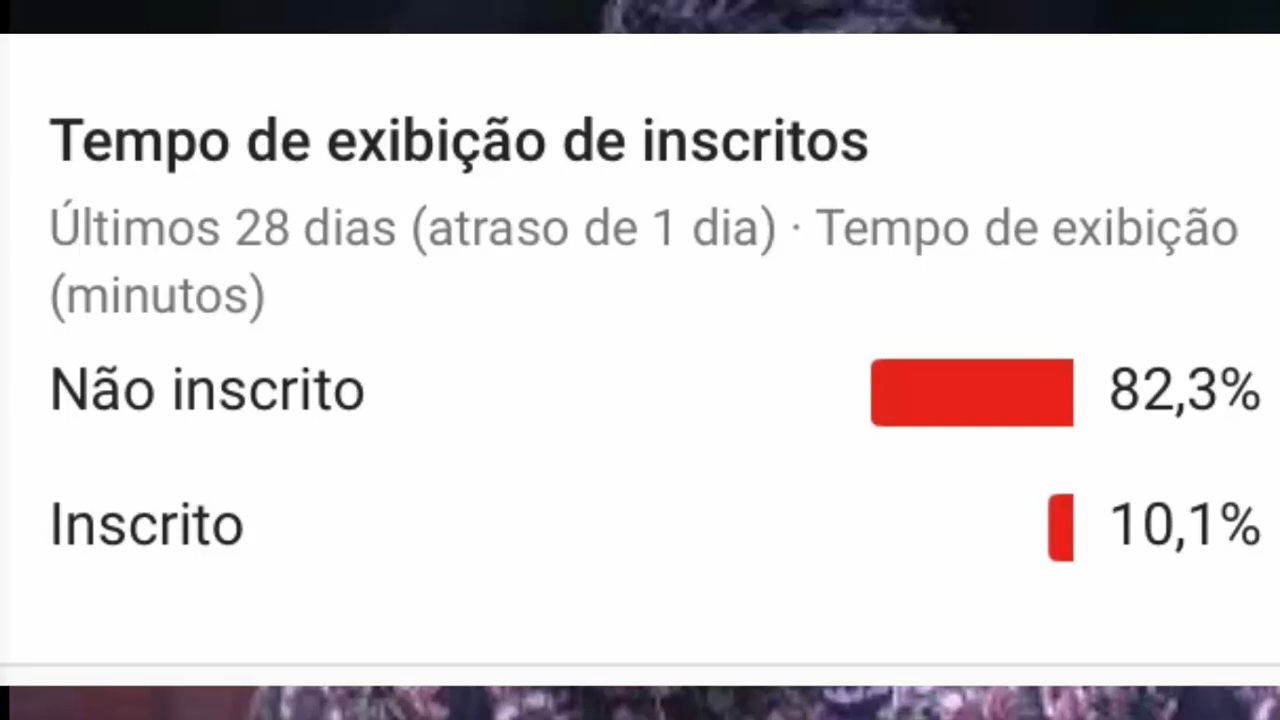 Tempo de exibição de inscritos
Últimos 28 dias (atraso de 1 dia) · Tempo de exibição
(minutos)
Não inscrito 82,3%
Inscrito 10,1%